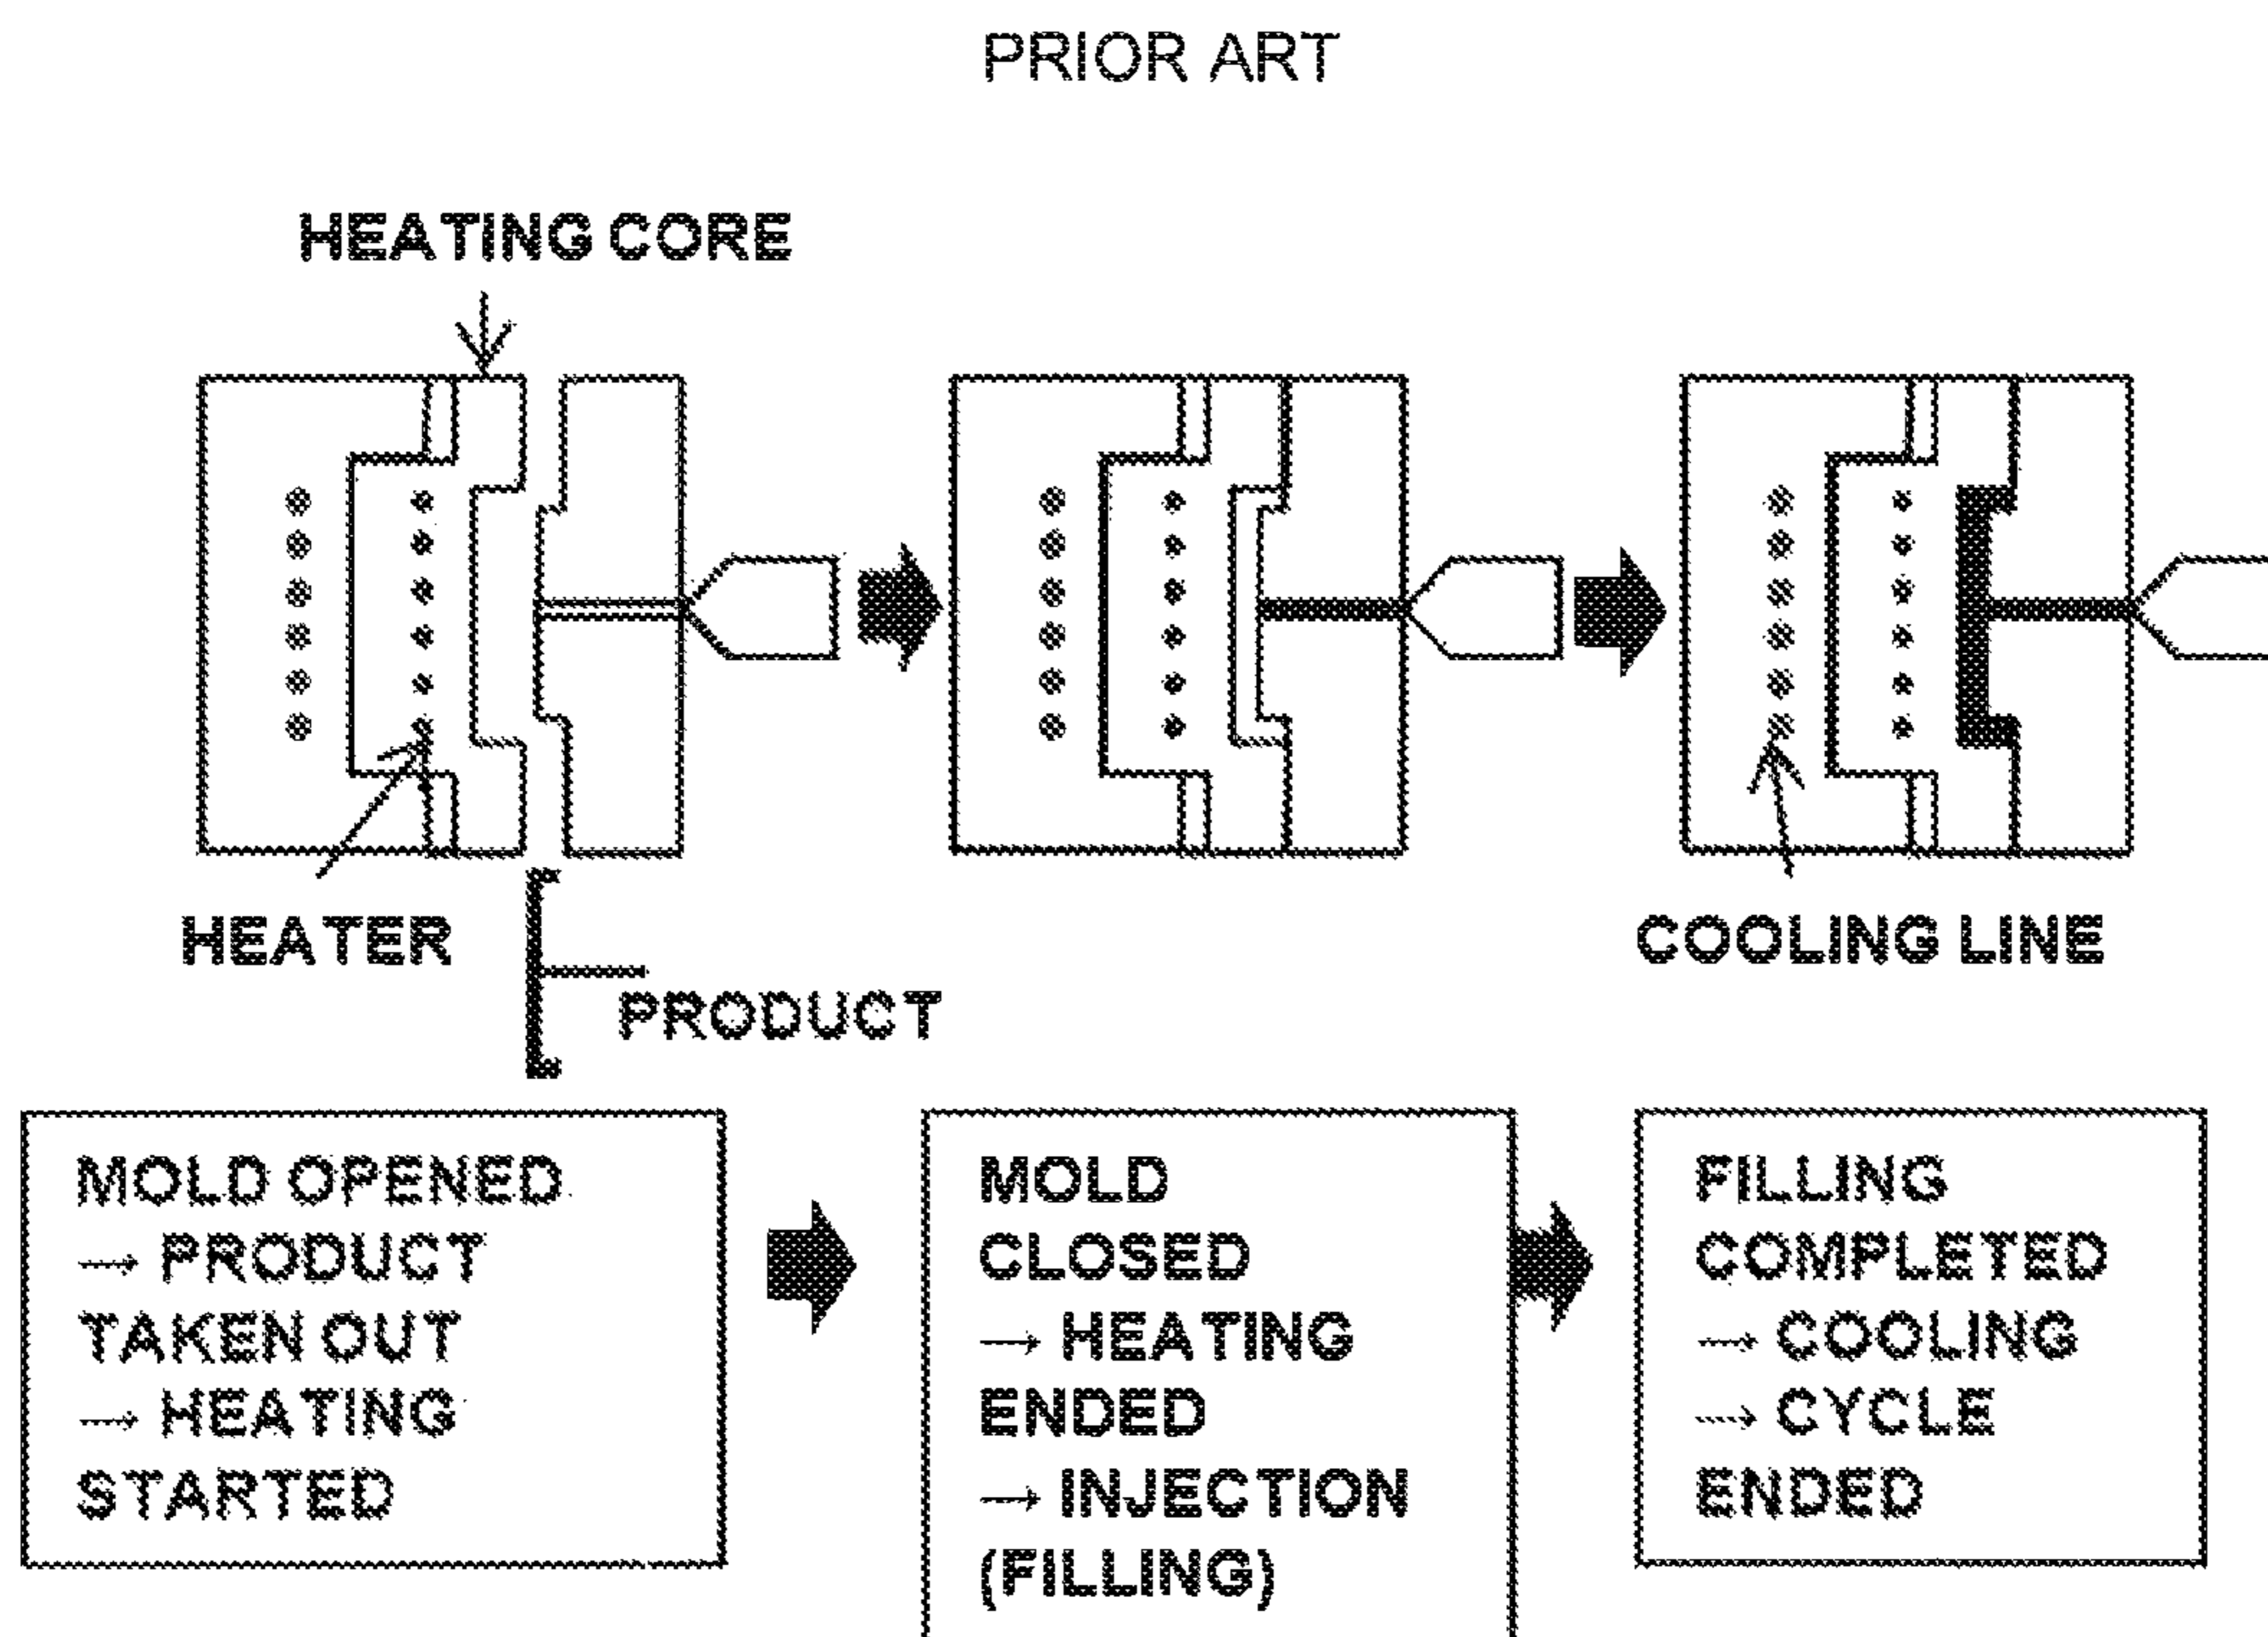 PRIOR ART
HEATING CORE
HEATER
COOLING LINE
PRODUCT
MOLD OPENED
→ PRODUCT
TAKEN OUT
→ HEATING
STARTED
MOLD
CLOSED
→ HEATING
ENDED
→ INJECTION
(FILLING)
FILLING
COMPLETED
→ COOLING
→ CYCLE
ENDED